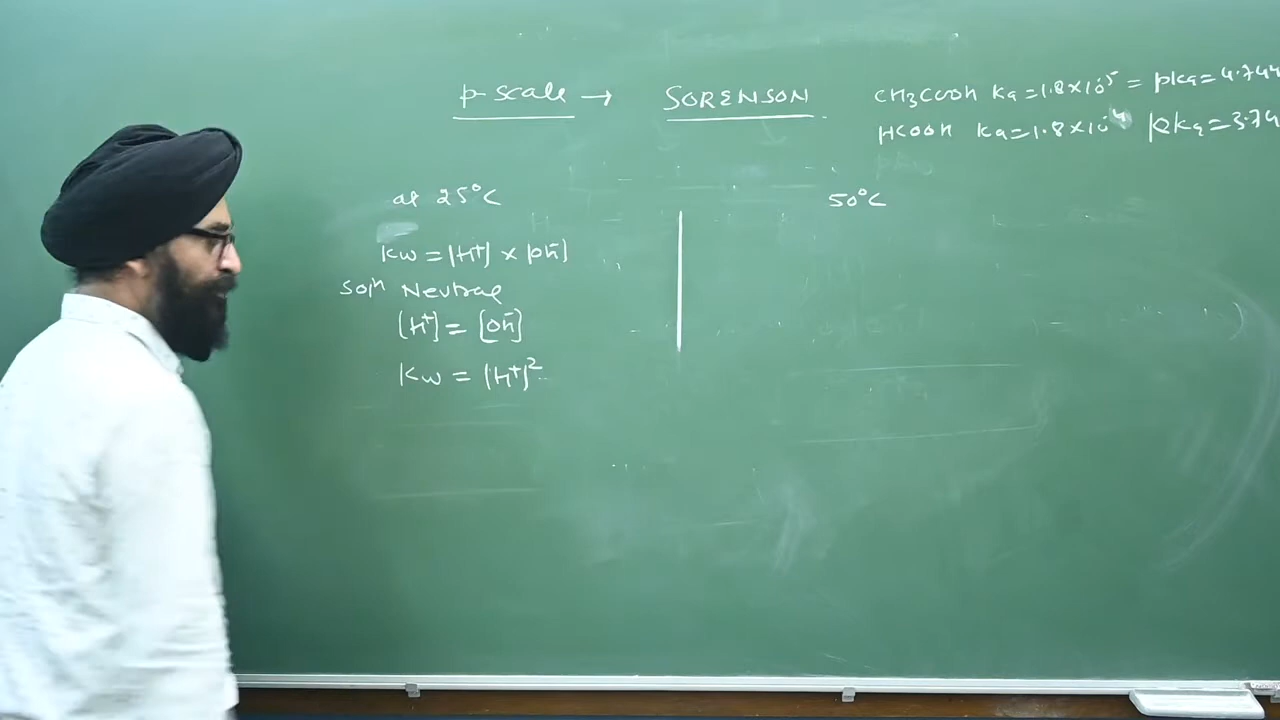 p-scale → SORENSON
CH3COOH Ka=1.8×10⁻⁵ = pKa=4.744
HCOOH Ka=1.8×10⁻⁴ pKa=3.74
at 25°C
50°C
Kw = [H⁺] × [OH⁻]
Solⁿ Neutral
[H⁺] = [OH⁻]
Kw = [H⁺]²